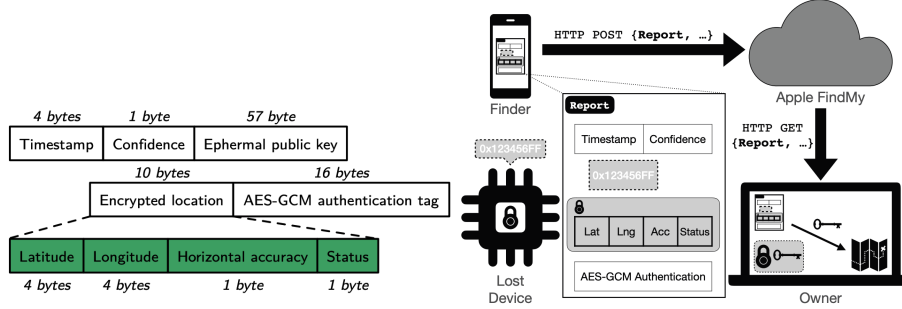 4 bytes 1 byte 57 byte
Timestamp Confidence Ephermal public key
10 bytes 16 bytes
Encrypted location AES-GCM authentication tag
Latitude Longitude Horizontal accuracy Status
4 bytes 4 bytes 1 byte 1 byte
HTTP POST {Report, …}
Finder
Apple FindMy
Report
Timestamp Confidence
0x123456FF
0x123456FF
Lat Lng Acc Status
AES-GCM Authentication
Lost
Device
HTTP GET
{Report, …}
Owner